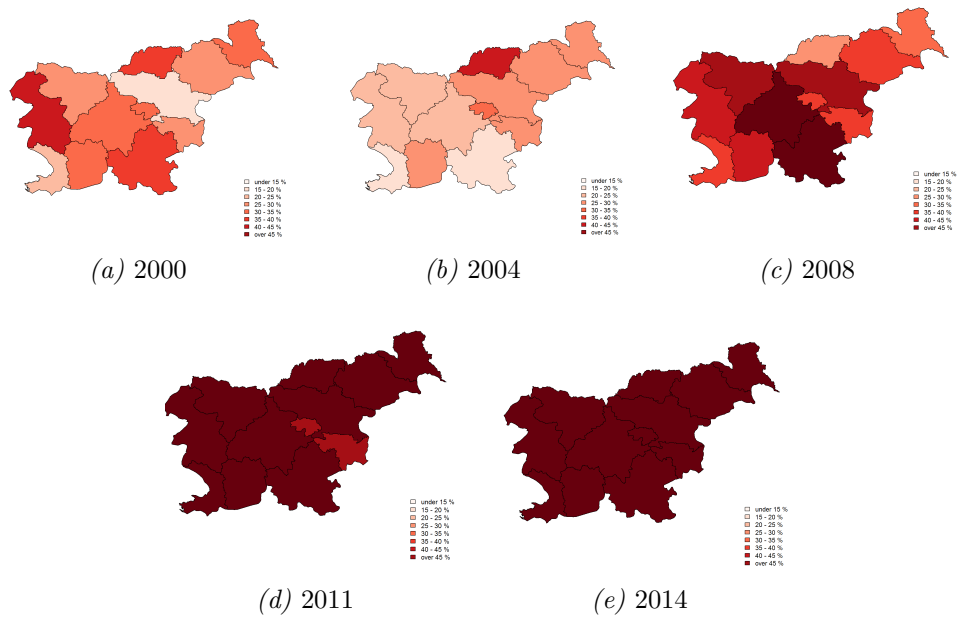 under 15 %
15 - 20 %
20 - 25 %
25 - 30 %
30 - 35 %
35 - 40 %
40 - 45 %
over 45 %
(a) 2000
under 15 %
15 - 20 %
20 - 25 %
25 - 30 %
30 - 35 %
35 - 40 %
40 - 45 %
over 45 %
(b) 2004
under 15 %
15 - 20 %
20 - 25 %
25 - 30 %
30 - 35 %
35 - 40 %
40 - 45 %
over 45 %
(c) 2008
under 15 %
15 - 20 %
20 - 25 %
25 - 30 %
30 - 35 %
35 - 40 %
40 - 45 %
over 45 %
(d) 2011
under 15 %
15 - 20 %
20 - 25 %
25 - 30 %
30 - 35 %
35 - 40 %
40 - 45 %
over 45 %
(e) 2014